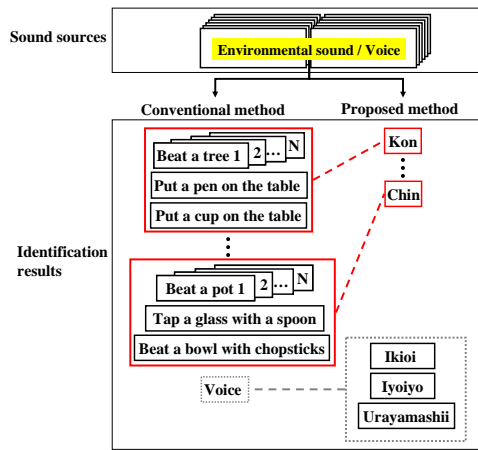 Sound sources
Environmental sound / Voice
Conventional method
Proposed method
Identification
results
Beat a tree 1 2 ... N
Put a pen on the table
Put a cup on the table
Kon
Chin
Beat a pot 1 2 ... N
Tap a glass with a spoon
Beat a bowl with chopsticks
Voice
Ikioi
Iyoiyo
Urayamashii